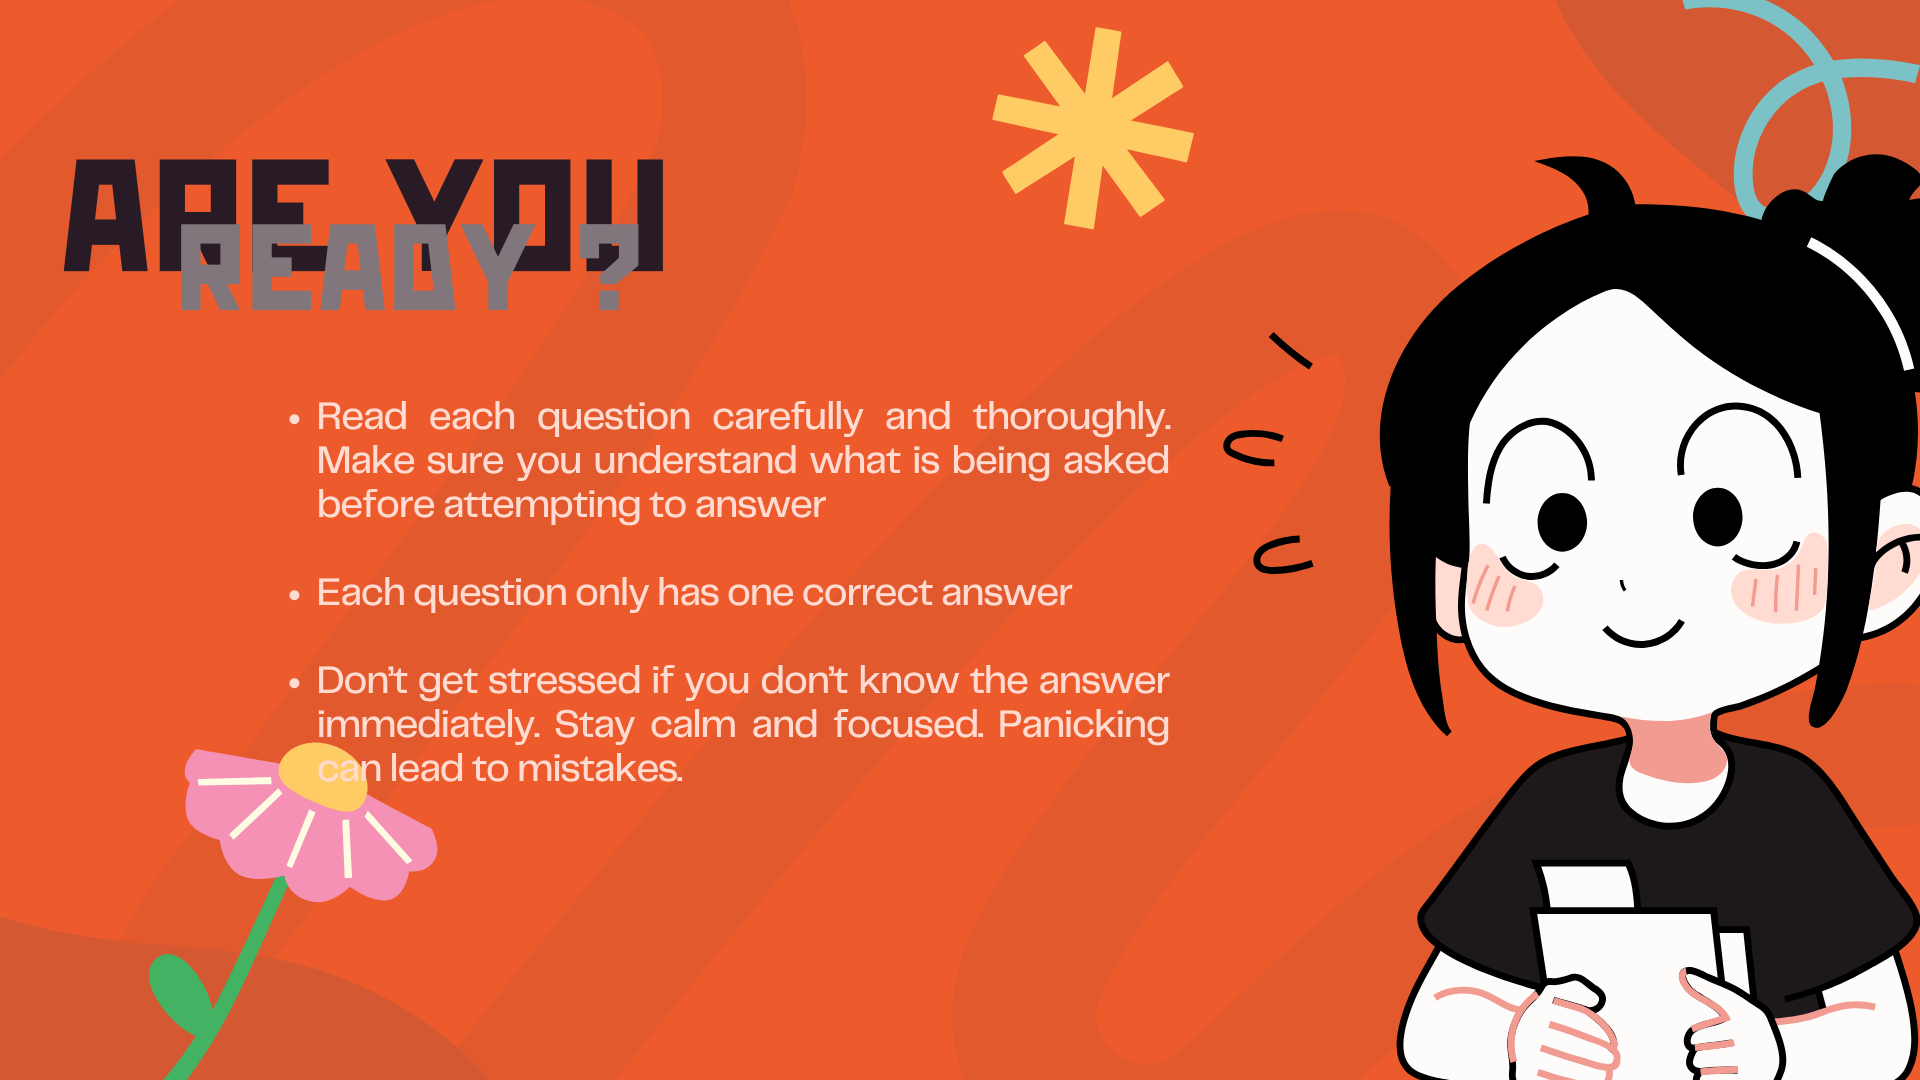 ARE YOU
READY ?
• Read each question carefully and thoroughly.
Make sure you understand what is being asked
before attempting to answer
• Each question only has one correct answer
• Don't get stressed if you don't know the answer
immediately. Stay calm and focused. Panicking
can lead to mistakes.